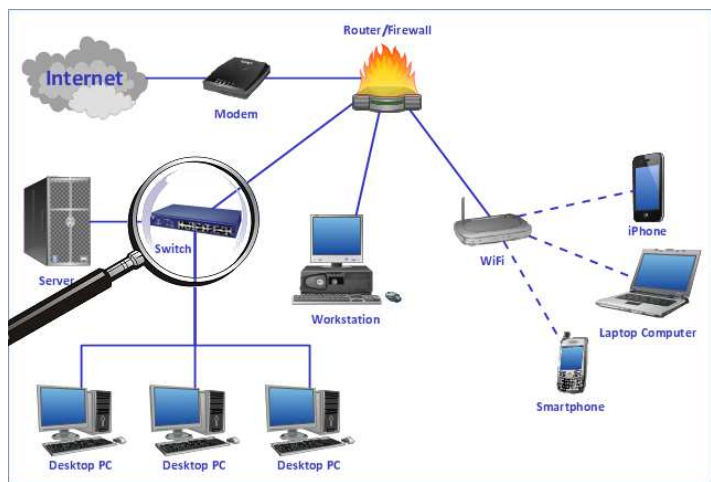 Router/Firewall
Internet
Modem
Switch
Server
iPhone
WiFi
Workstation
Laptop Computer
Smartphone
Desktop PC
Desktop PC
Desktop PC